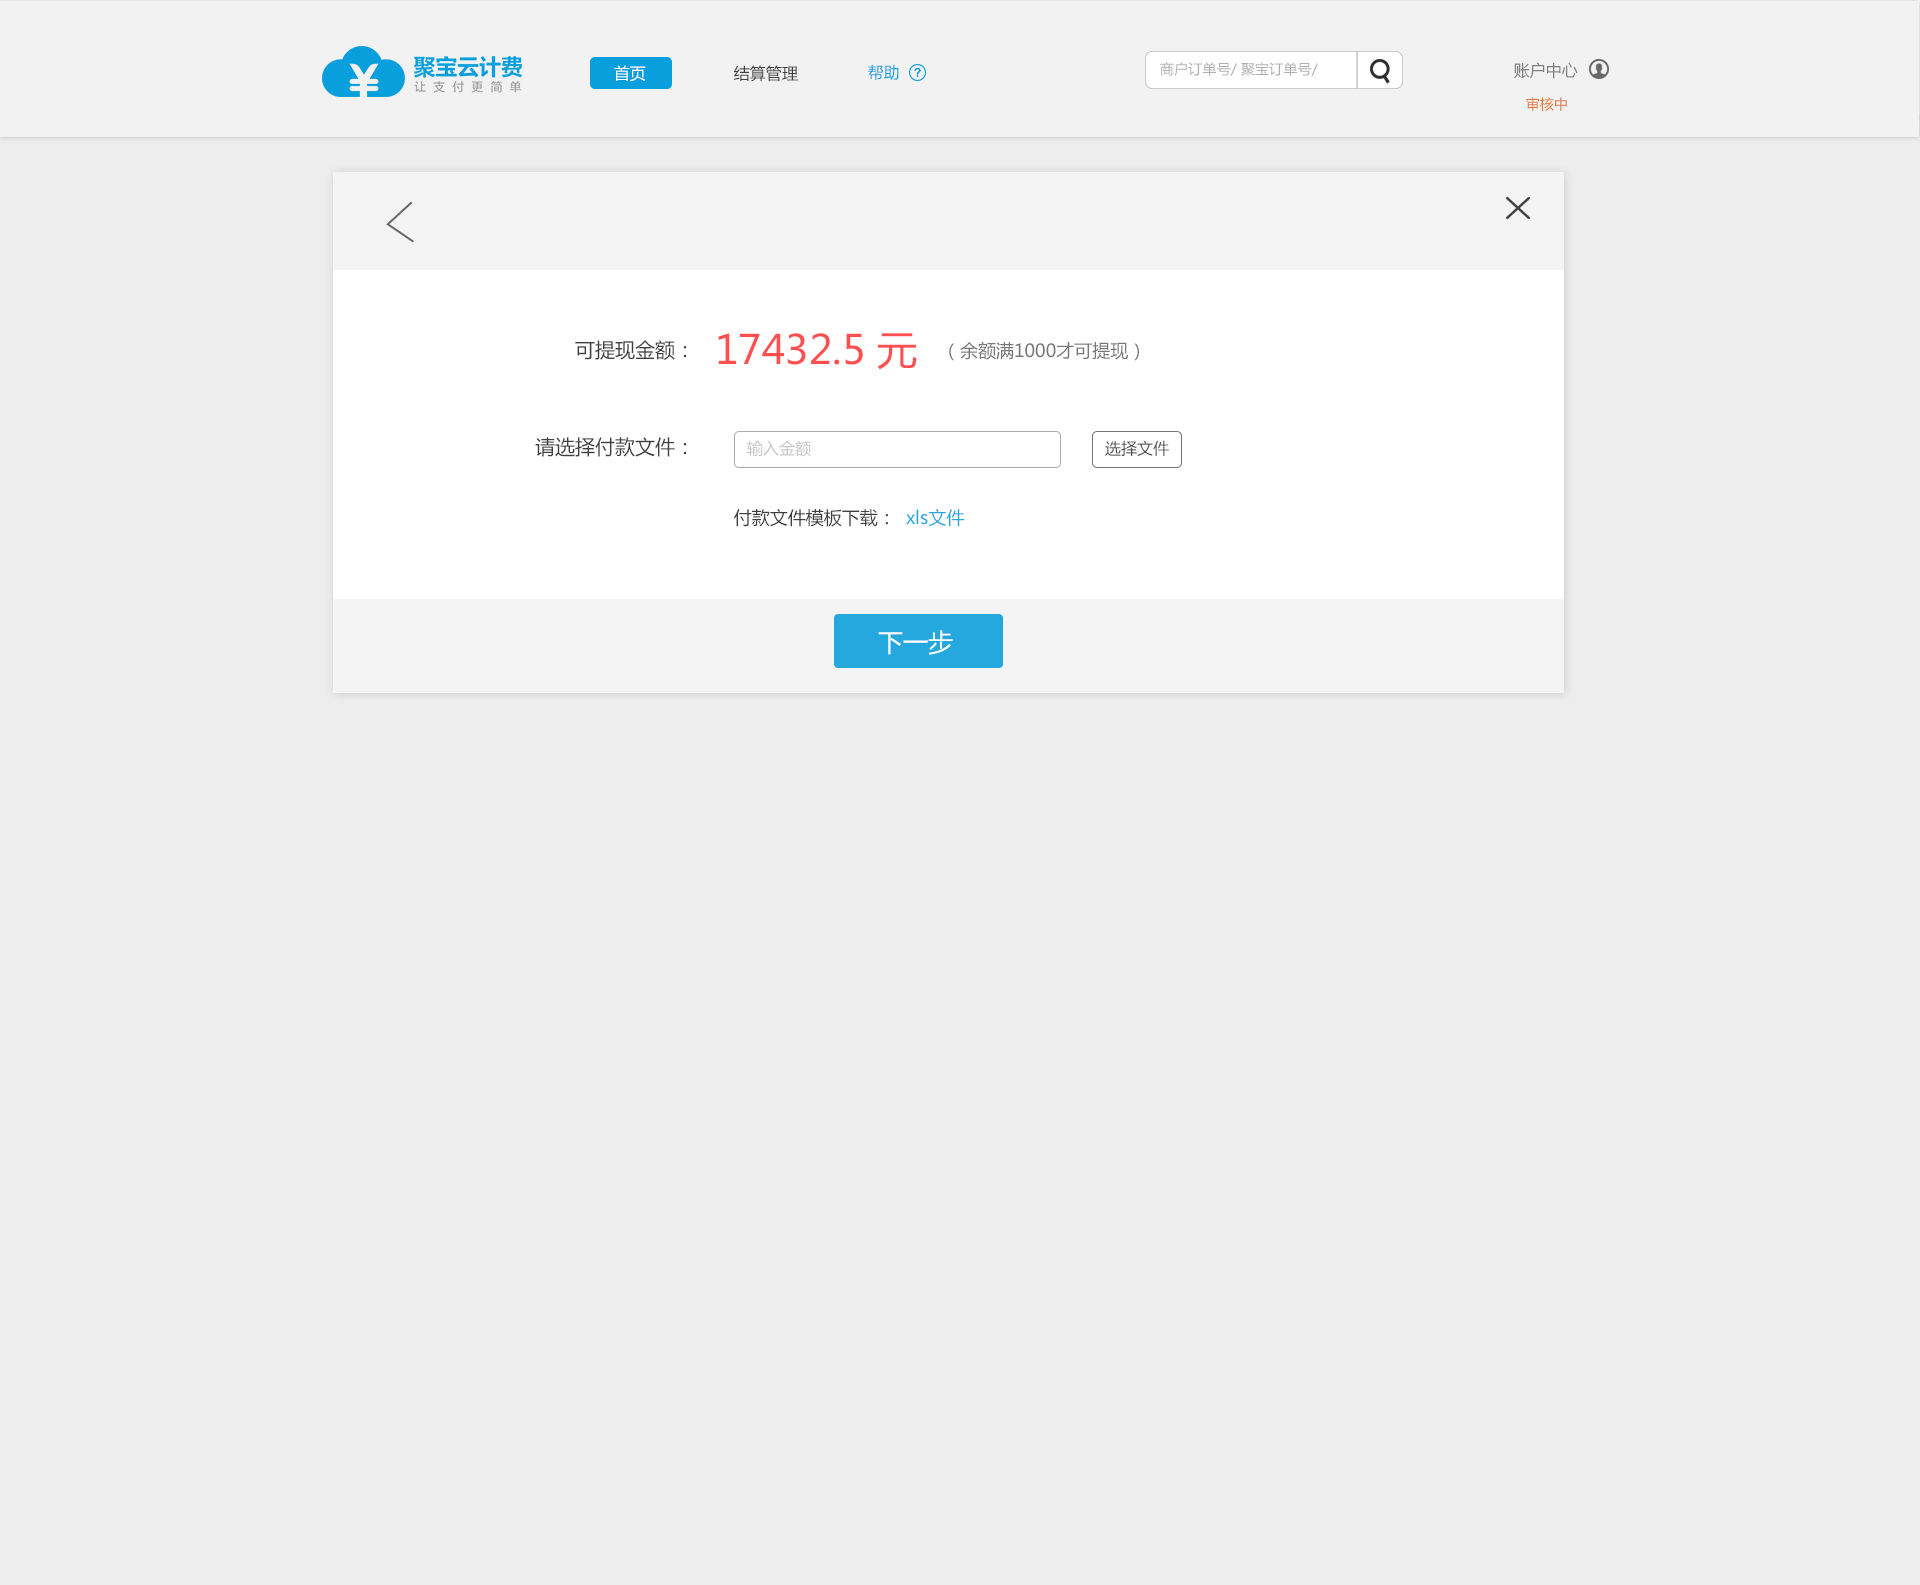 聚宝云计费
让支付更简单
首页
结算管理
帮助 ?
商户订单号/ 聚宝订单号/
账户中心
审核中
可提现金额： 17432.5 元 （余额满1000才可提现）
请选择付款文件： 输入金额 选择文件
付款文件模板下载： xls文件
下一步